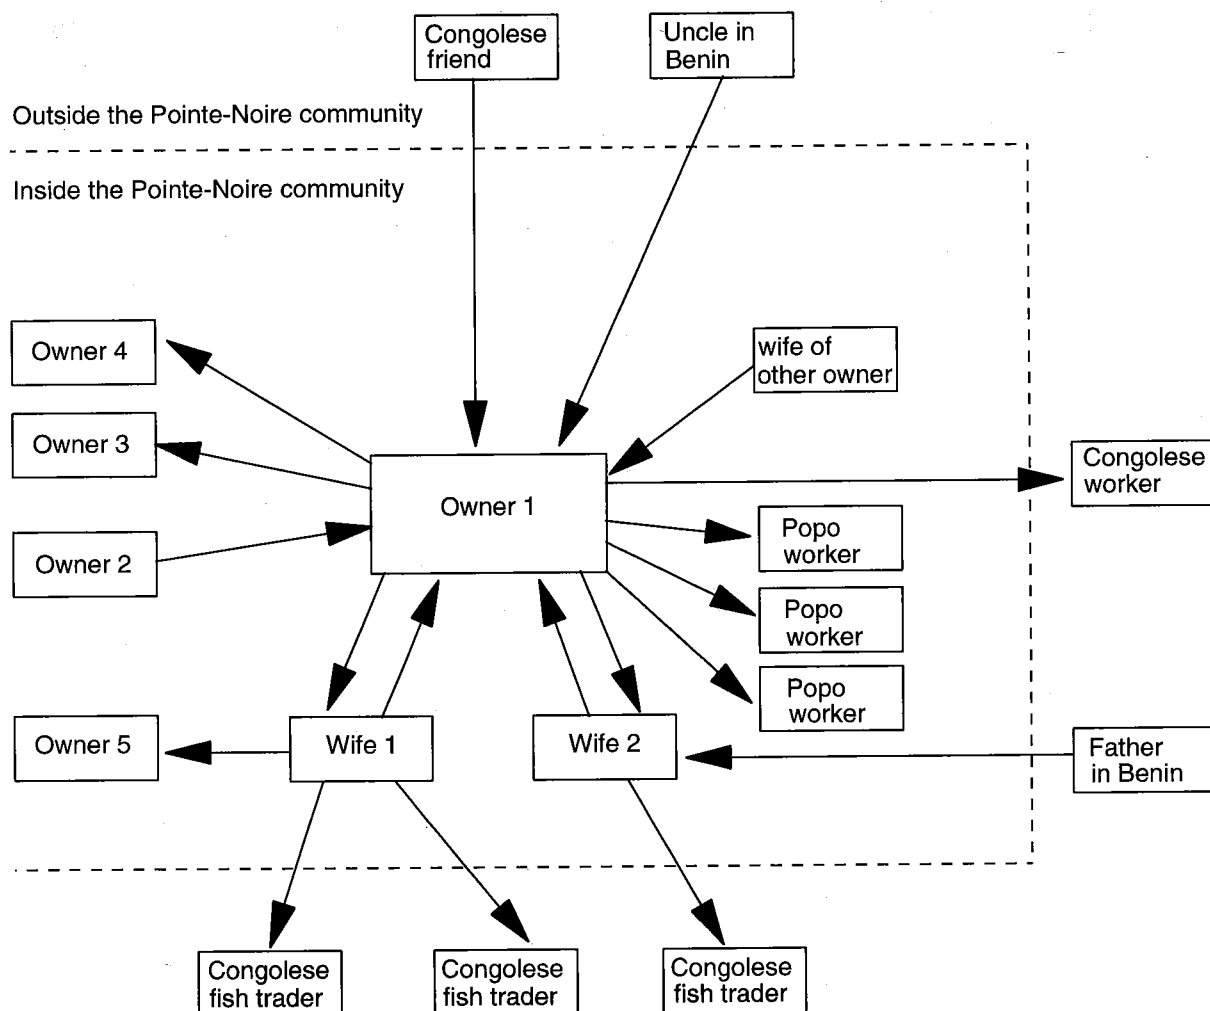 Congolese
friend
Uncle in
Benin
Outside the Pointe-Noire community
Inside the Pointe-Noire community
Owner 4
wife of
other owner
Owner 3
Congolese
worker
Owner 1
Popo
worker
Owner 2
Popo
worker
Popo
worker
Owner 5
Wife 1
Wife 2
Father
in Benin
Congolese
fish trader
Congolese
fish trader
Congolese
fish trader